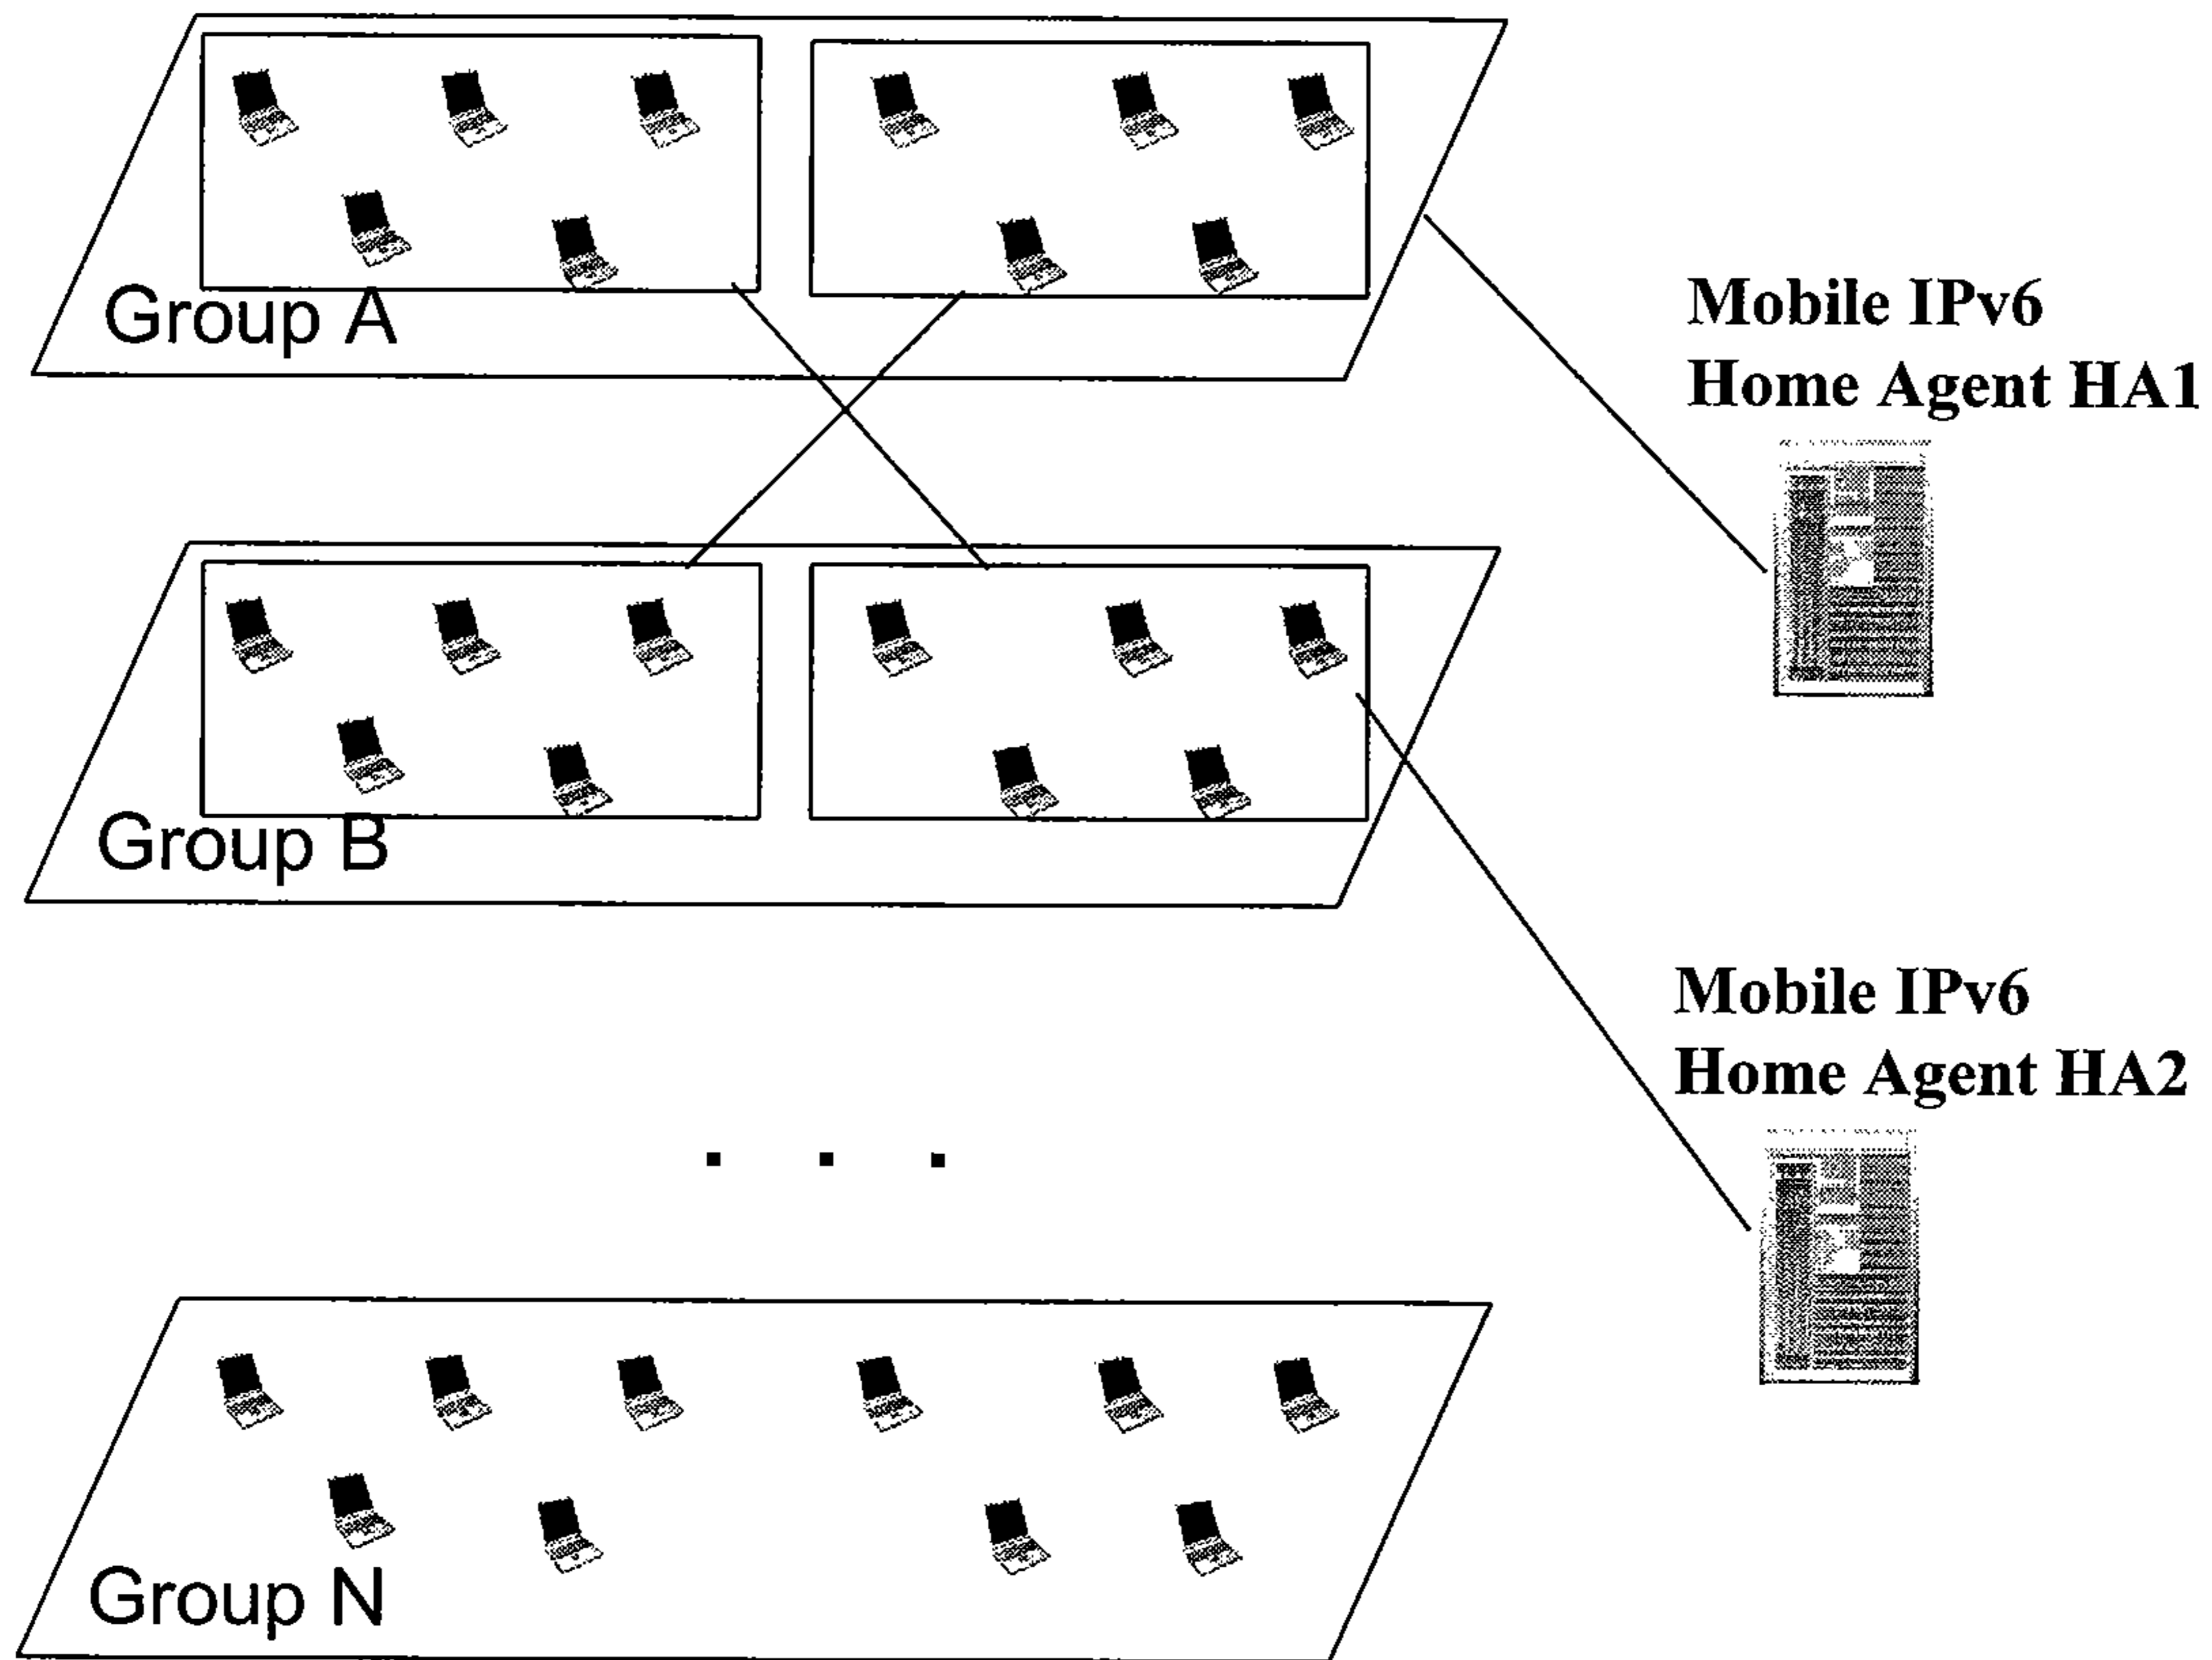 Group A
Mobile IPv6
Home Agent HA1
Group B
Mobile IPv6
Home Agent HA2
. . .
Group N